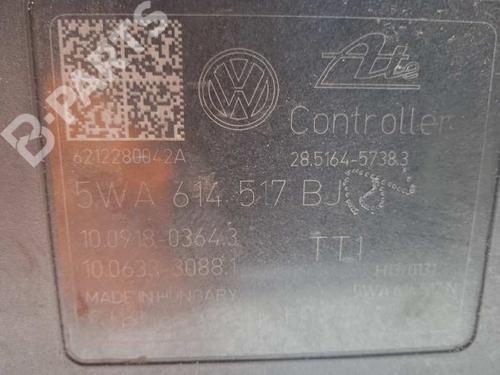 B-PARTS
Ate
Controller
6212280042A
28.5164-5738.3
5WA 614 517 BJ
10.0918-0364.3
TT1
10.0633-3088.1
MADE IN HUNGARY